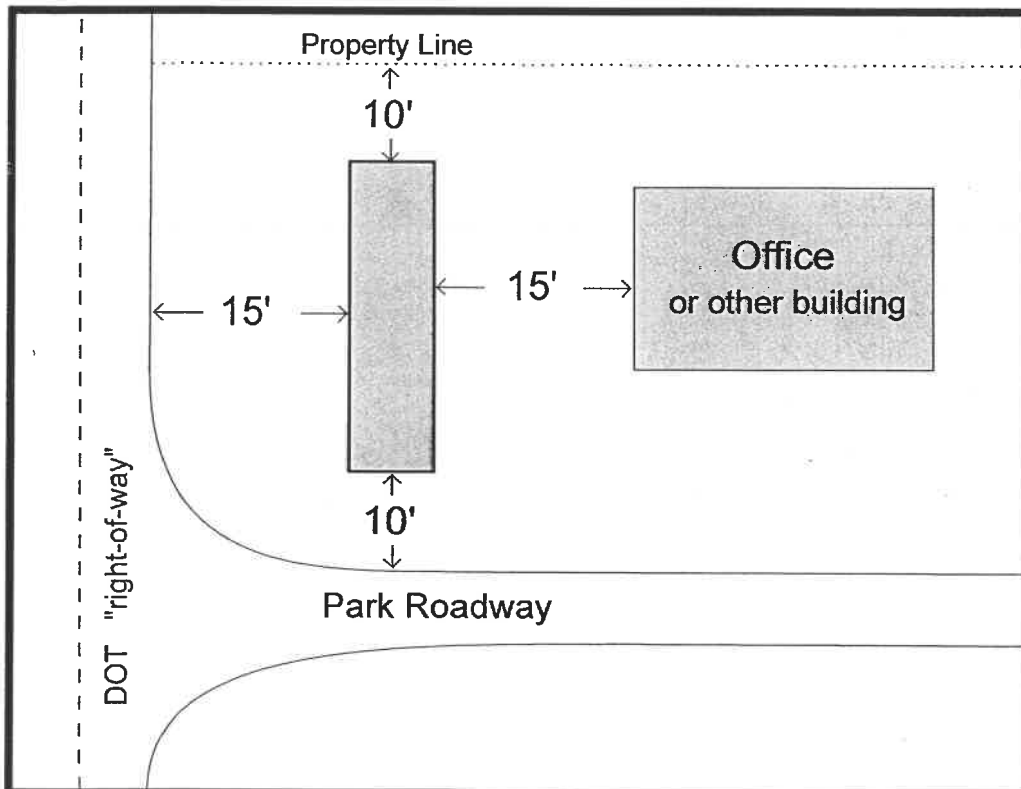 Property Line
10'
Office
or other building
15'
15'
10'
DOT "right-of-way"
Park Roadway